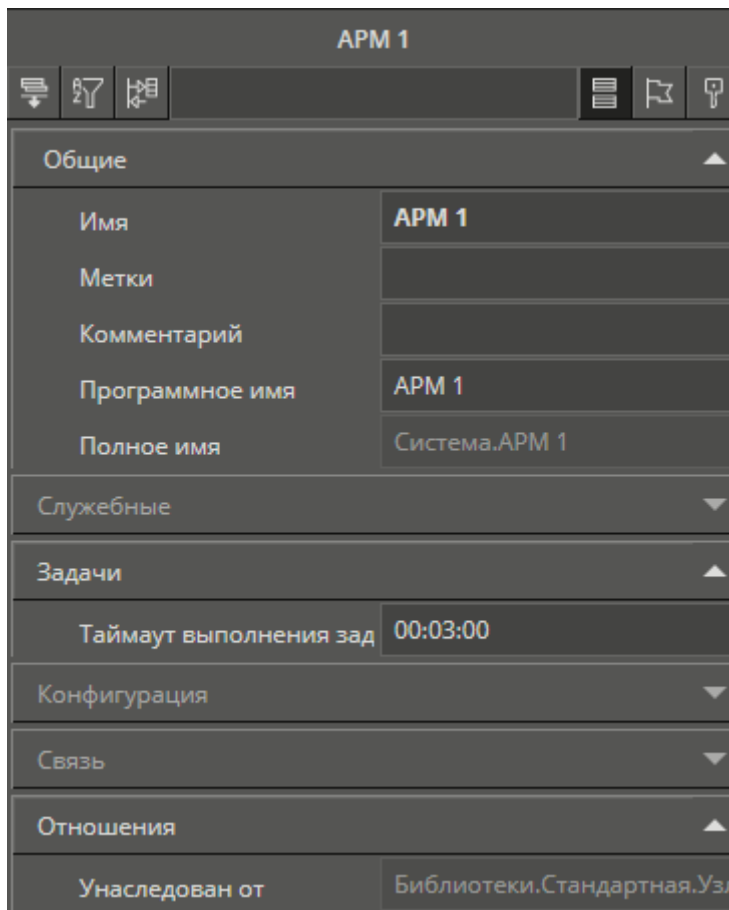 АРМ 1
Общие
Имя АРМ 1
Метки
Комментарий
Программное имя АРМ 1
Полное имя Система.АРМ 1
Служебные
Задачи
Таймаут выполнения зад 00:03:00
Конфигурация
Связь
Отношения
Унаследован от Библиотеки.Стандартная.Узл